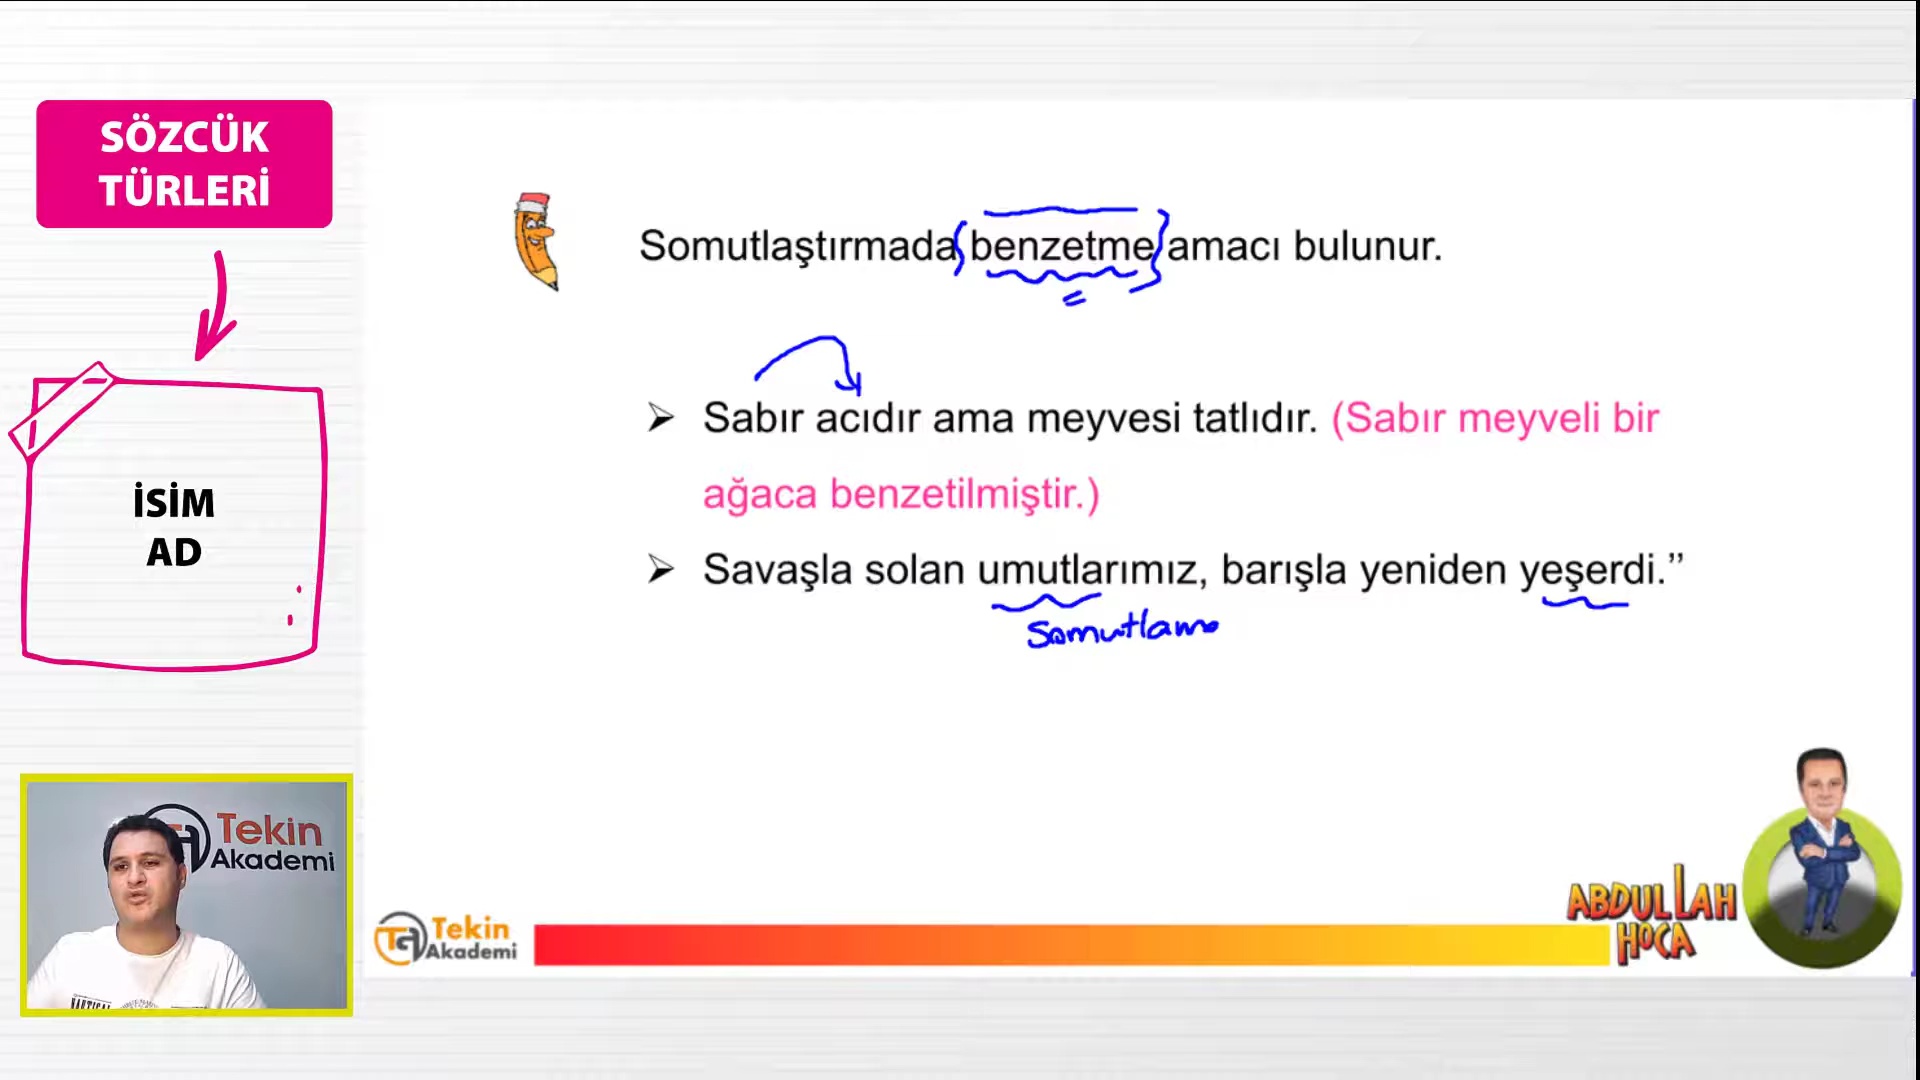 SÖZCÜK
TÜRLERİ
İSİM
AD
Somutlaştırmada benzetme amacı bulunur.
➢ Sabır acıdır ama meyvesi tatlıdır. (Sabır meyveli bir
ağaca benzetilmiştir.)
➢ Savaşla solan umutlarımız, barışla yeniden yeşerdi.”
Somutlama
Tekin
Akademi
Tekin
Akademi
ABDULLAH
HOCA